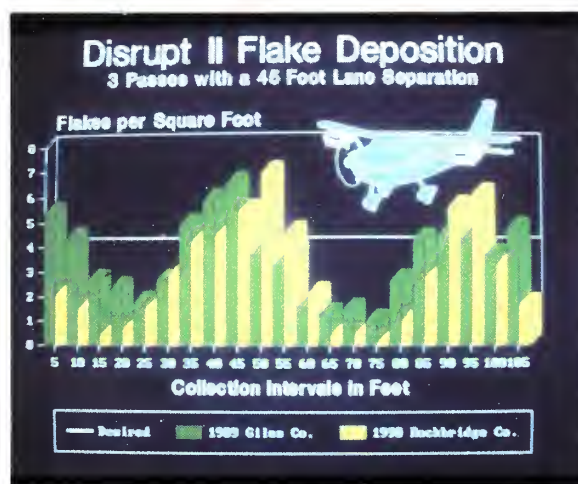 Disrupt II Flake Deposition
3 Passes with a 45 Foot Lane Separation
Flakes per Square Foot
8
7
6
5
4
3
2
1
0
5 10 15 20 25 30 35 40 45 50 55 60 65 70 75 80 85 90 95 100 105
Collection Intervals in Feet
Desired 1989 Giles Co. 1990 Rockbridge Co.